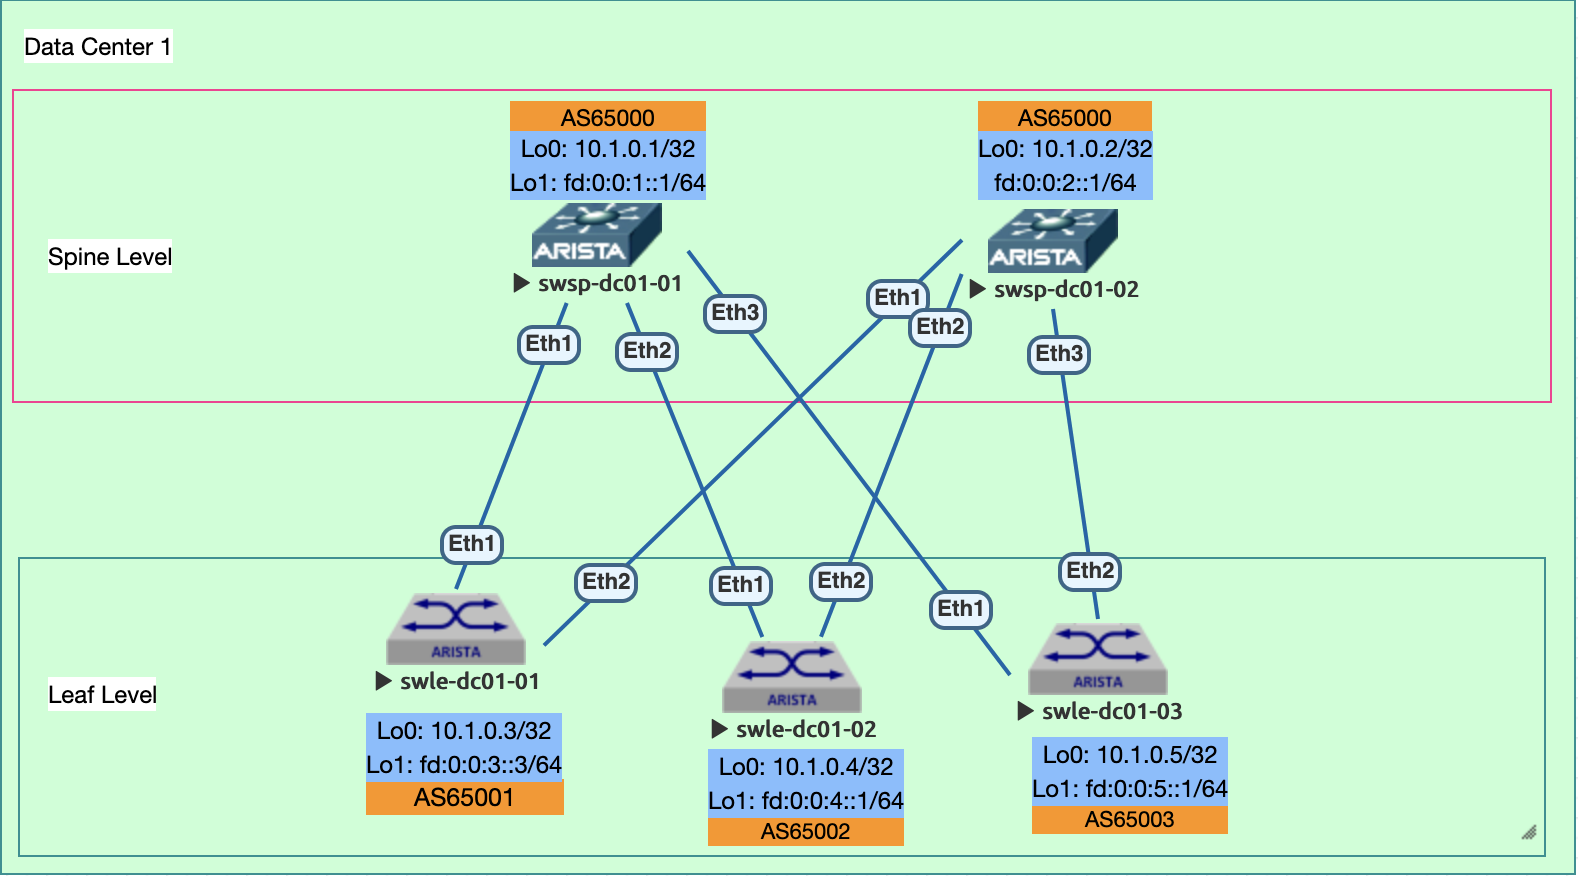 Data Center 1
AS65000
Lo0: 10.1.0.1/32
Lo1: fd:0:0:1::1/64
ARISTA
swsp-dc01-01
AS65000
Lo0: 10.1.0.2/32
fd:0:0:2::1/64
ARISTA
swsp-dc01-02
Spine Level
Eth1
Eth2
Eth3
Eth1
Eth2
Eth3
Eth1
Eth2
Eth1
Eth2
Eth1
Eth2
Leaf Level
ARISTA
swle-dc01-01
Lo0: 10.1.0.3/32
Lo1: fd:0:0:3::3/64
AS65001
ARISTA
swle-dc01-02
Lo0: 10.1.0.4/32
Lo1: fd:0:0:4::1/64
AS65002
ARISTA
swle-dc01-03
Lo0: 10.1.0.5/32
Lo1: fd:0:0:5::1/64
AS65003